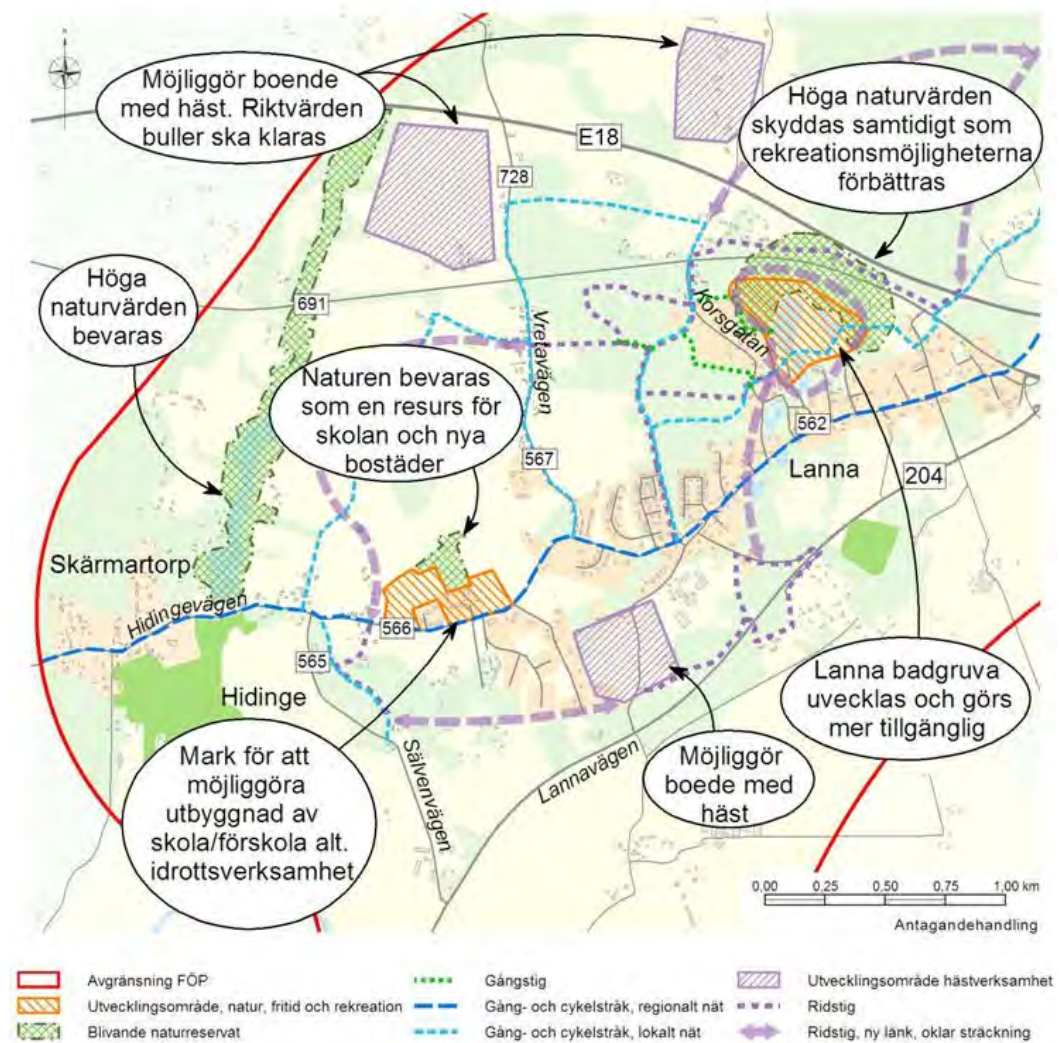 Möjliggör boende
med häst. Riktvärden
buller ska klaras
Höga naturvärden
skyddas samtidigt som
rekreationsmöjligheterna
förbättras
E18
728
Höga
naturvärden
bevaras
691
Vretavägen
Korsgatan
Naturen bevaras
som en resurs för
skolan och nya
bostäder
562
567
Lanna
204
Skärmartorp
Hidingevägen
566
565
Hidinge
Lanna badgruva
uvecklas och görs
mer tillgänglig
Mark för att
möjliggöra
utbyggnad av
skola/förskola alt.
idrottsverksamhet
Sälvenvägen
Lannavägen
Möjliggör
boede med
häst
0,00 0,25 0,50 0,75 1,00 km
Antagandehandling
Avgränsning FÖP
Utvecklingsområde, natur, fritid och rekreation
Blivande naturreservat
Gångstig
Gång- och cykelstråk, regionalt nät
Gång- och cykelstråk, lokalt nät
Utvecklingsområde hästverksamhet
Ridstig
Ridstig, ny länk, oklar sträckning